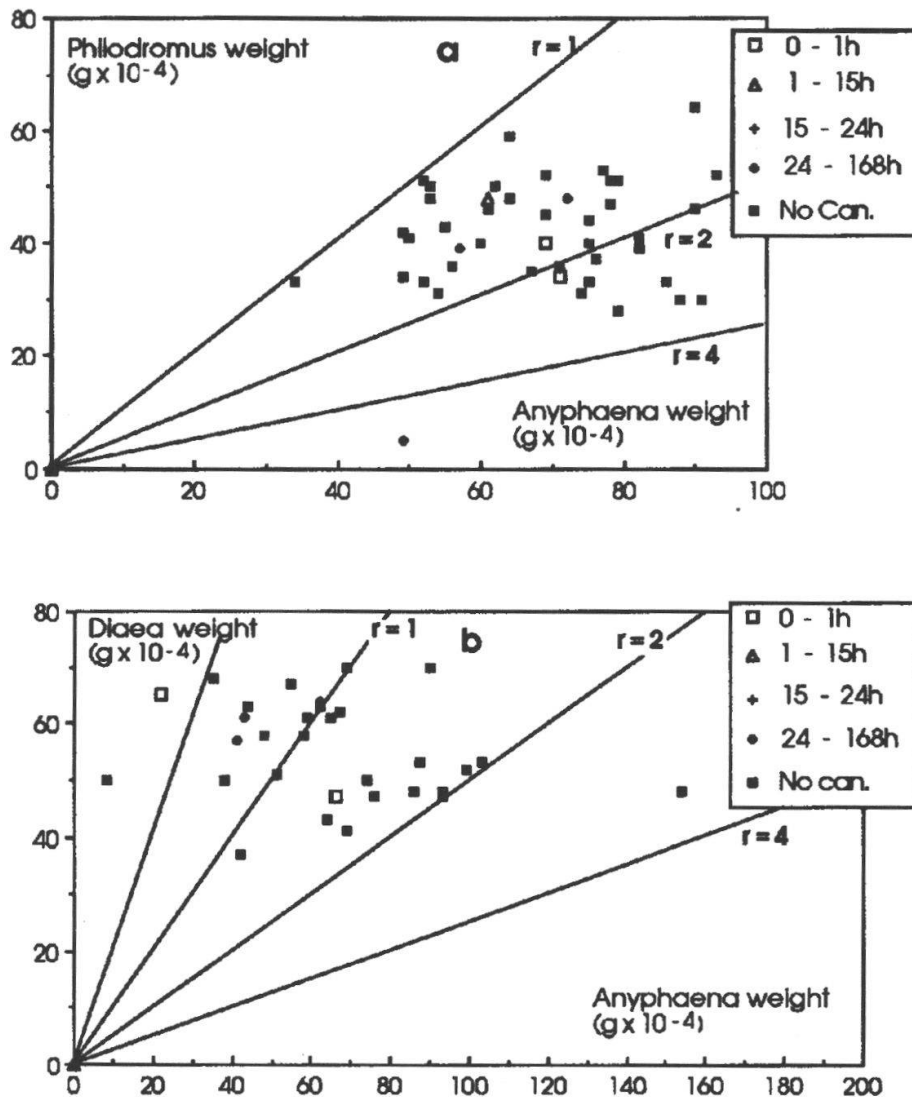 80
60
40
20
0
Philodromus weight
(g x 10-4)
a
r = 1
r = 2
r = 4
0 - 1h
1 - 15h
15 - 24h
24 - 168h
No Can.
Anyphaena weight
(g x 10-4)
0 20 40 60 80 100
80
60
40
20
0
Diaea weight
(g x 10-4)
r = 1
b
r = 2
r = 4
0 - 1h
1 - 15h
15 - 24h
24 - 168h
No can.
Anyphaena weight
(g x 10-4)
0 20 40 60 80 100 120 140 160 180 200